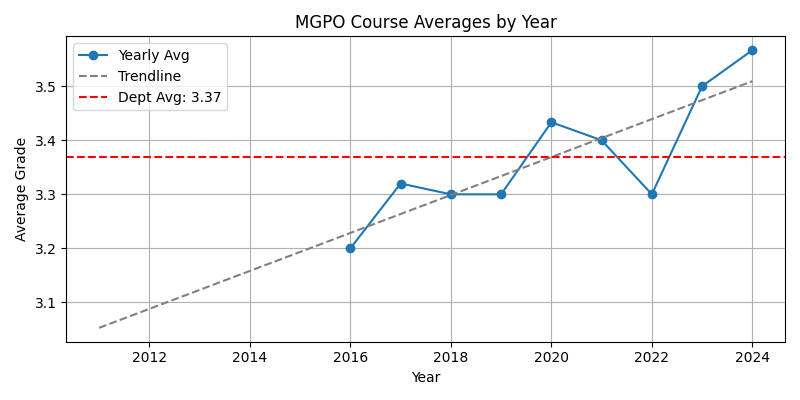 MGPO Course Averages by Year
Yearly Avg
Trendline
Dept Avg: 3.37
Average Grade
3.5
3.4
3.3
3.2
3.1
2012
2014
2016
2018
2020
2022
2024
Year